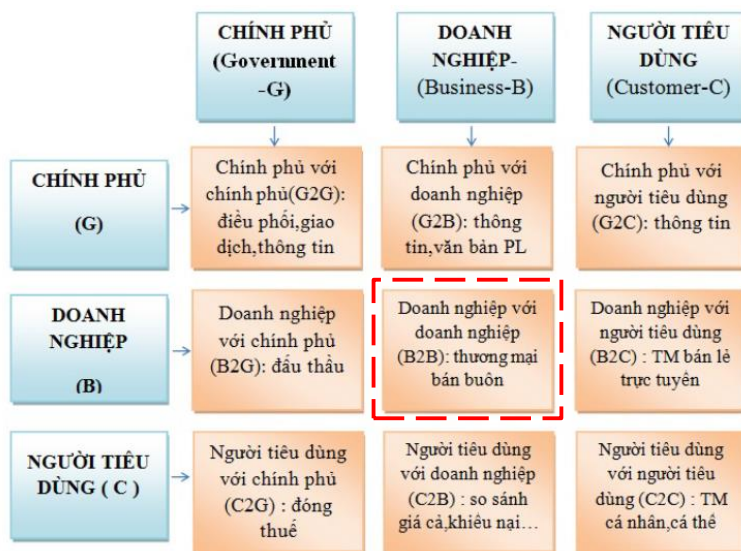 CHÍNH PHỦ
(Government
-G)
DOANH
NGHIỆP-
(Business-B)
NGƯỜI TIÊU
DÙNG
(Customer-C)
CHÍNH PHỦ
(G)
Chính phủ với
chính phủ(G2G):
điều phối,giao
dịch,thông tin
Chính phủ với
doanh nghiệp
(G2B): thông
tin,văn bản PL
Chính phủ với
người tiêu dùng
(G2C): thông tin
DOANH
NGHIỆP
(B)
Doanh nghiệp
với chính phủ
(B2G): đấu thầu
Doanh nghiệp với
doanh nghiệp
(B2B): thương mại
bán buôn
Doanh nghiệp với
người tiêu dùng
(B2C) : TM bán lẻ
trực tuyến
NGƯỜI TIÊU
DÙNG ( C )
Người tiêu dùng
với chính phủ
(C2G) : đóng
thuế
Người tiêu dùng
với doanh nghiệp
(C2B) : so sánh
giá cả,khiếu nại…
Người tiêu dùng
với người tiêu
dùng (C2C) : TM
cá nhân,cá thể